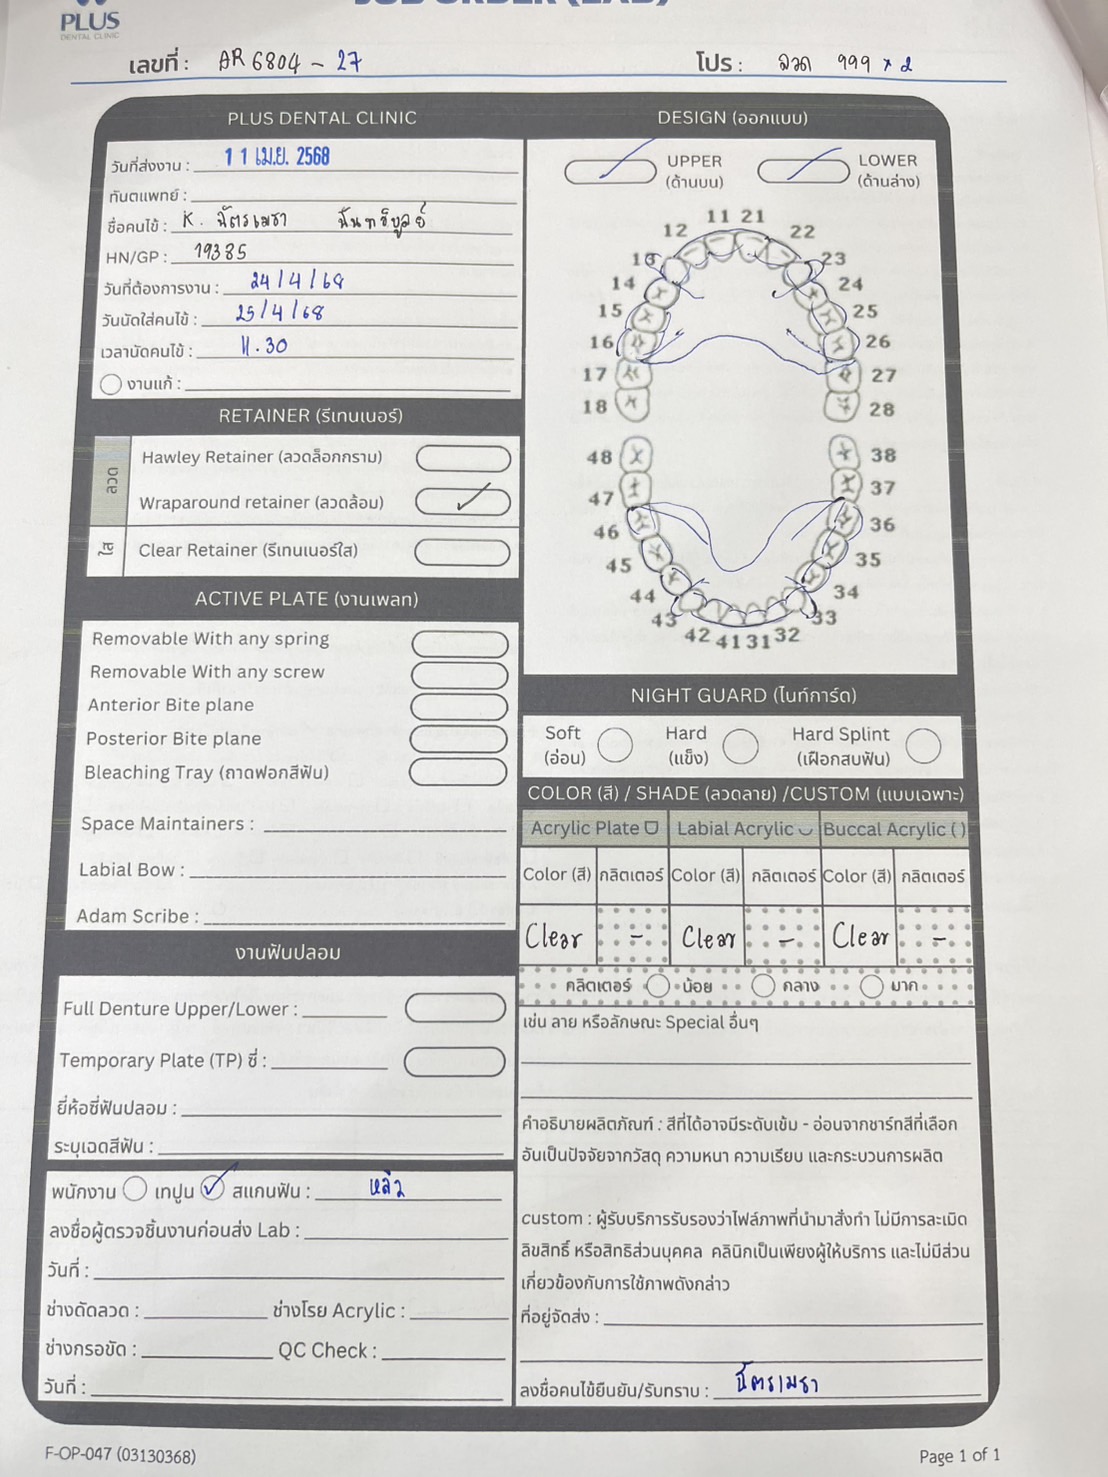 PLUS
DENTAL CLINIC
JOB ORDER (LAB)
เลขที่ : AR 6804 - 27
โปร : ลวด 999 x 2
PLUS DENTAL CLINIC
วันที่ส่งงาน : 11 เม.ย. 2568
ทันตแพทย์ :
ชื่อคนไข้ : K. ฉัตรเมธา
HN/GP : 19385
วันที่ต้องการงาน : 24/4/68
วันนัดใส่คนไข้ : 25/4/68
เวลานัดคนไข้ : 11.30
งานแก้ :
RETAINER (รีเทนเนอร์)
ลวด
Hawley Retainer (ลวดล็อกกราม)
Wraparound retainer (ลวดล้อม)
ใส
Clear Retainer (รีเทนเนอร์ใส)
ACTIVE PLATE (งานเพลท)
Removable With any spring
Removable With any screw
Anterior Bite plane
Posterior Bite plane
Bleaching Tray (ถาดฟอกสีฟัน)
Space Maintainers :
Labial Bow :
Adam Scribe :
งานฟันปลอม
Full Denture Upper/Lower :
Temporary Plate (TP) ซี่ :
ยี่ห้อซี่ฟันปลอม :
ระบุเฉดสีฟัน :
พนักงาน เทปูน สแกนฟัน : หลิว
ลงชื่อผู้ตรวจชิ้นงานก่อนส่ง Lab :
วันที่ :
ช่างดัดลวด : ช่างโรย Acrylic :
ช่างกรอขัด : QC Check :
วันที่ :
DESIGN (ออกแบบ)
UPPER
(ด้านบน)
LOWER
(ด้านล่าง)
11 21
12 22
13 23
14 24
15 25
16 26
17 27
18 28
48 38
47 37
46 36
45 35
44 34
43 33
42 41 31 32
NIGHT GUARD (ไนท์การ์ด)
Soft
(อ่อน)
Hard
(แข็ง)
Hard Splint
(เฝือกสบฟัน)
COLOR (สี) / SHADE (ลวดลาย) /CUSTOM (แบบเฉพาะ)
Acrylic Plate Labial Acrylic Buccal Acrylic ( )
Color (สี) กลิตเตอร์ Color (สี) กลิตเตอร์ Color (สี) กลิตเตอร์
Clear - Clear - Clear -
กลิตเตอร์ น้อย กลาง มาก
เช่น ลาย หรือลักษณะ Special อื่นๆ
คำอธิบายผลิตภัณฑ์ : สีที่ได้อาจมีระดับเข้ม - อ่อนจากชาร์ทสีที่เลือก
อันเป็นปัจจัยจากวัสดุ ความหนา ความเรียบ และกระบวนการผลิต
custom : ผู้รับบริการรับรองว่าไฟล์ภาพที่นำมาสั่งทำ ไม่มีการละเมิด
ลิขสิทธิ์ หรือสิทธิส่วนบุคคล คลินิกเป็นเพียงผู้ให้บริการ และไม่มีส่วน
เกี่ยวข้องกับการใช้ภาพดังกล่าว
ที่อยู่จัดส่ง :
ลงชื่อคนไข้ยืนยัน/รับทราบ : ฉัตรเมธา
F-OP-047 (03130368)
Page 1 of 1